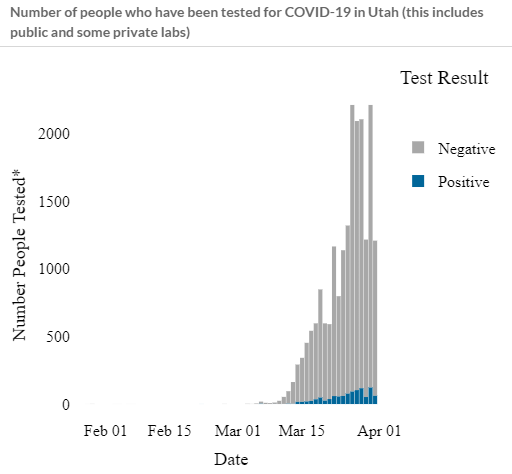 Number of people who have been tested for COVID-19 in Utah (this includes
public and some private labs)
Test Result
Negative
Positive
Number People Tested*
2000
1500
1000
500
0
Feb 01 Feb 15 Mar 01 Mar 15 Apr 01
Date